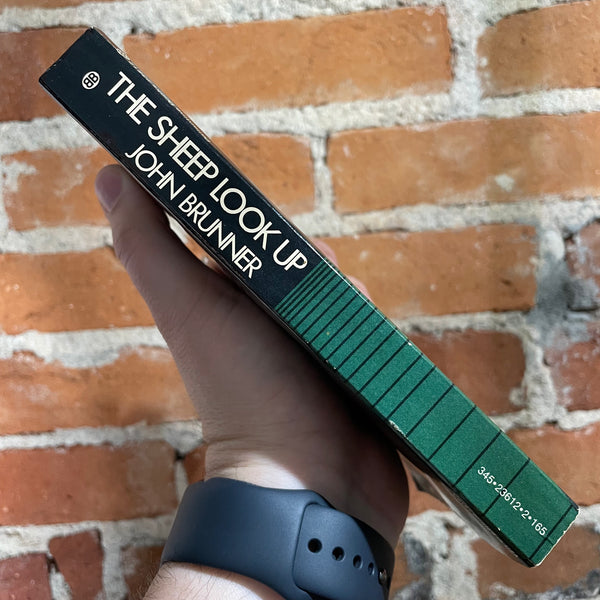 BB
THE SHEEP LOOK UP
JOHN BRUNNER
345•23612•2•165